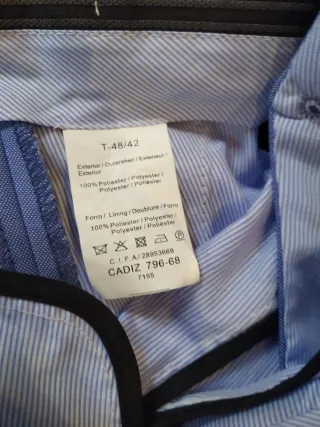 T-48/42
Exterior / Outershell / Exterieur /
Exterior
100% Poliester / Polyester /
Polyester / Poliéster
Forro / Lining / Doublure / Forro
100% Poliester / Polyester /
Polyester / Poliéster
C.I.F. A/28953669
CADIZ 796-68
7155